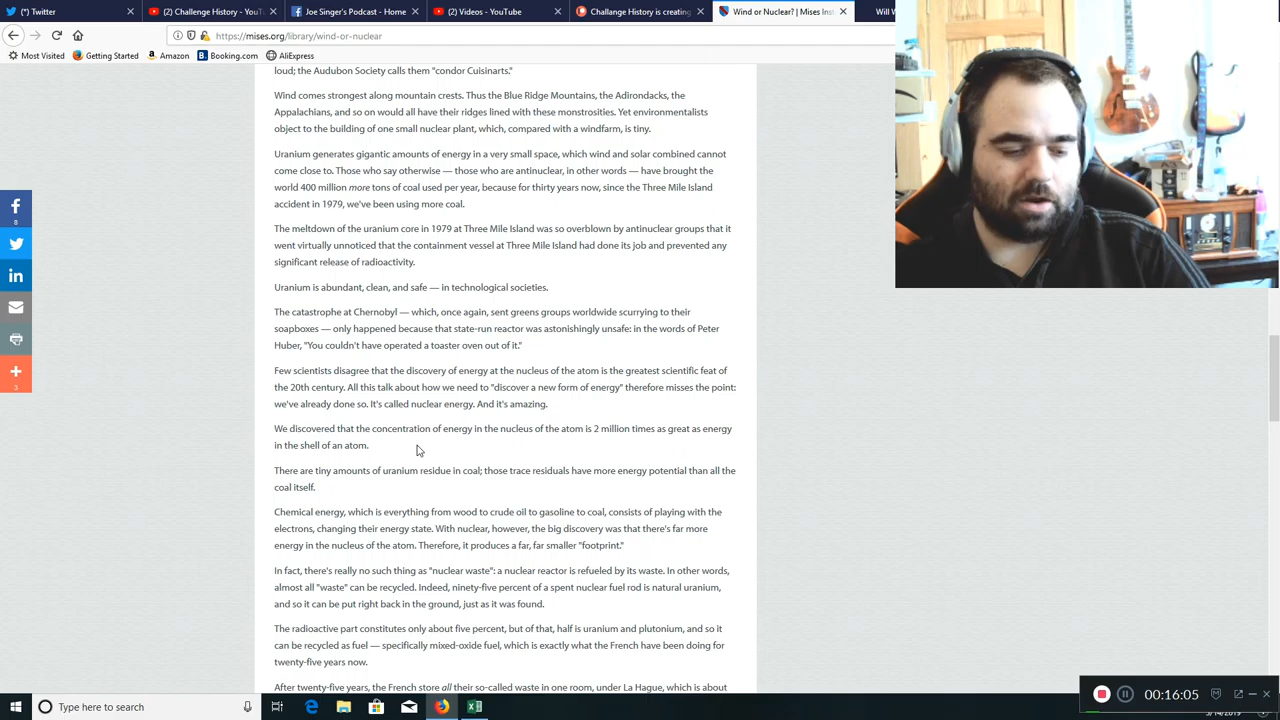 (2) Twitter
(2) Challenge History - YouT
Joe Singer's Podcast - Home
(2) Videos - YouTube
Challange History is creating
Wind or Nuclear? | Mises Inst
Will W
https://mises.org/library/wind-or-nuclear
Most Visited
Getting Started
Amazon
Booking.com
AliExpress
loud; the Audubon Society calls them "condor Cuisinarts."
Wind comes strongest along mountain crests. Thus the Blue Ridge Mountains, the Adirondacks, the
Appalachians, and so on would all have their ridges lined with these monstrosities. Yet environmentalists
object to the building of one small nuclear plant, which, compared with a windfarm, is tiny.
Uranium generates gigantic amounts of energy in a very small space, which wind and solar combined cannot
come close to. Those who say otherwise — those who are antinuclear, in other words — have brought the
world 400 million more tons of coal used per year, because for thirty years now, since the Three Mile Island
accident in 1979, we've been using more coal.
The meltdown of the uranium core in 1979 at Three Mile Island was so overblown by antinuclear groups that it
went virtually unnoticed that the containment vessel at Three Mile Island had done its job and prevented any
significant release of radioactivity.
Uranium is abundant, clean, and safe — in technological societies.
The catastrophe at Chernobyl — which, once again, sent greens groups worldwide scurrying to their
soapboxes — only happened because that state-run reactor was astonishingly unsafe: in the words of Peter
Huber, "You couldn't have operated a toaster oven out of it."
Few scientists disagree that the discovery of energy at the nucleus of the atom is the greatest scientific feat of
the 20th century. All this talk about how we need to "discover a new form of energy" therefore misses the point:
we've already done so. It's called nuclear energy. And it's amazing.
We discovered that the concentration of energy in the nucleus of the atom is 2 million times as great as energy
in the shell of an atom.
There are tiny amounts of uranium residue in coal; those trace residuals have more energy potential than all the
coal itself.
Chemical energy, which is everything from wood to crude oil to gasoline to coal, consists of playing with the
electrons, changing their energy state. With nuclear, however, the big discovery was that there's far more
energy in the nucleus of the atom. Therefore, it produces a far, far smaller "footprint."
In fact, there's really no such thing as "nuclear waste": a nuclear reactor is refueled by its waste. In other words,
almost all "waste" can be recycled. Indeed, ninety-five percent of a spent nuclear fuel rod is natural uranium,
and so it can be put right back in the ground, just as it was found.
The radioactive part constitutes only about five percent, but of that, half is uranium and plutonium, and so it
can be recycled as fuel — specifically mixed-oxide fuel, which is exactly what the French have been doing for
twenty-five years now.
After twenty-five years, the French store all their so-called waste in one room, under La Hague, which is about
8
3
Type here to search
00:16:05
5/14/2019